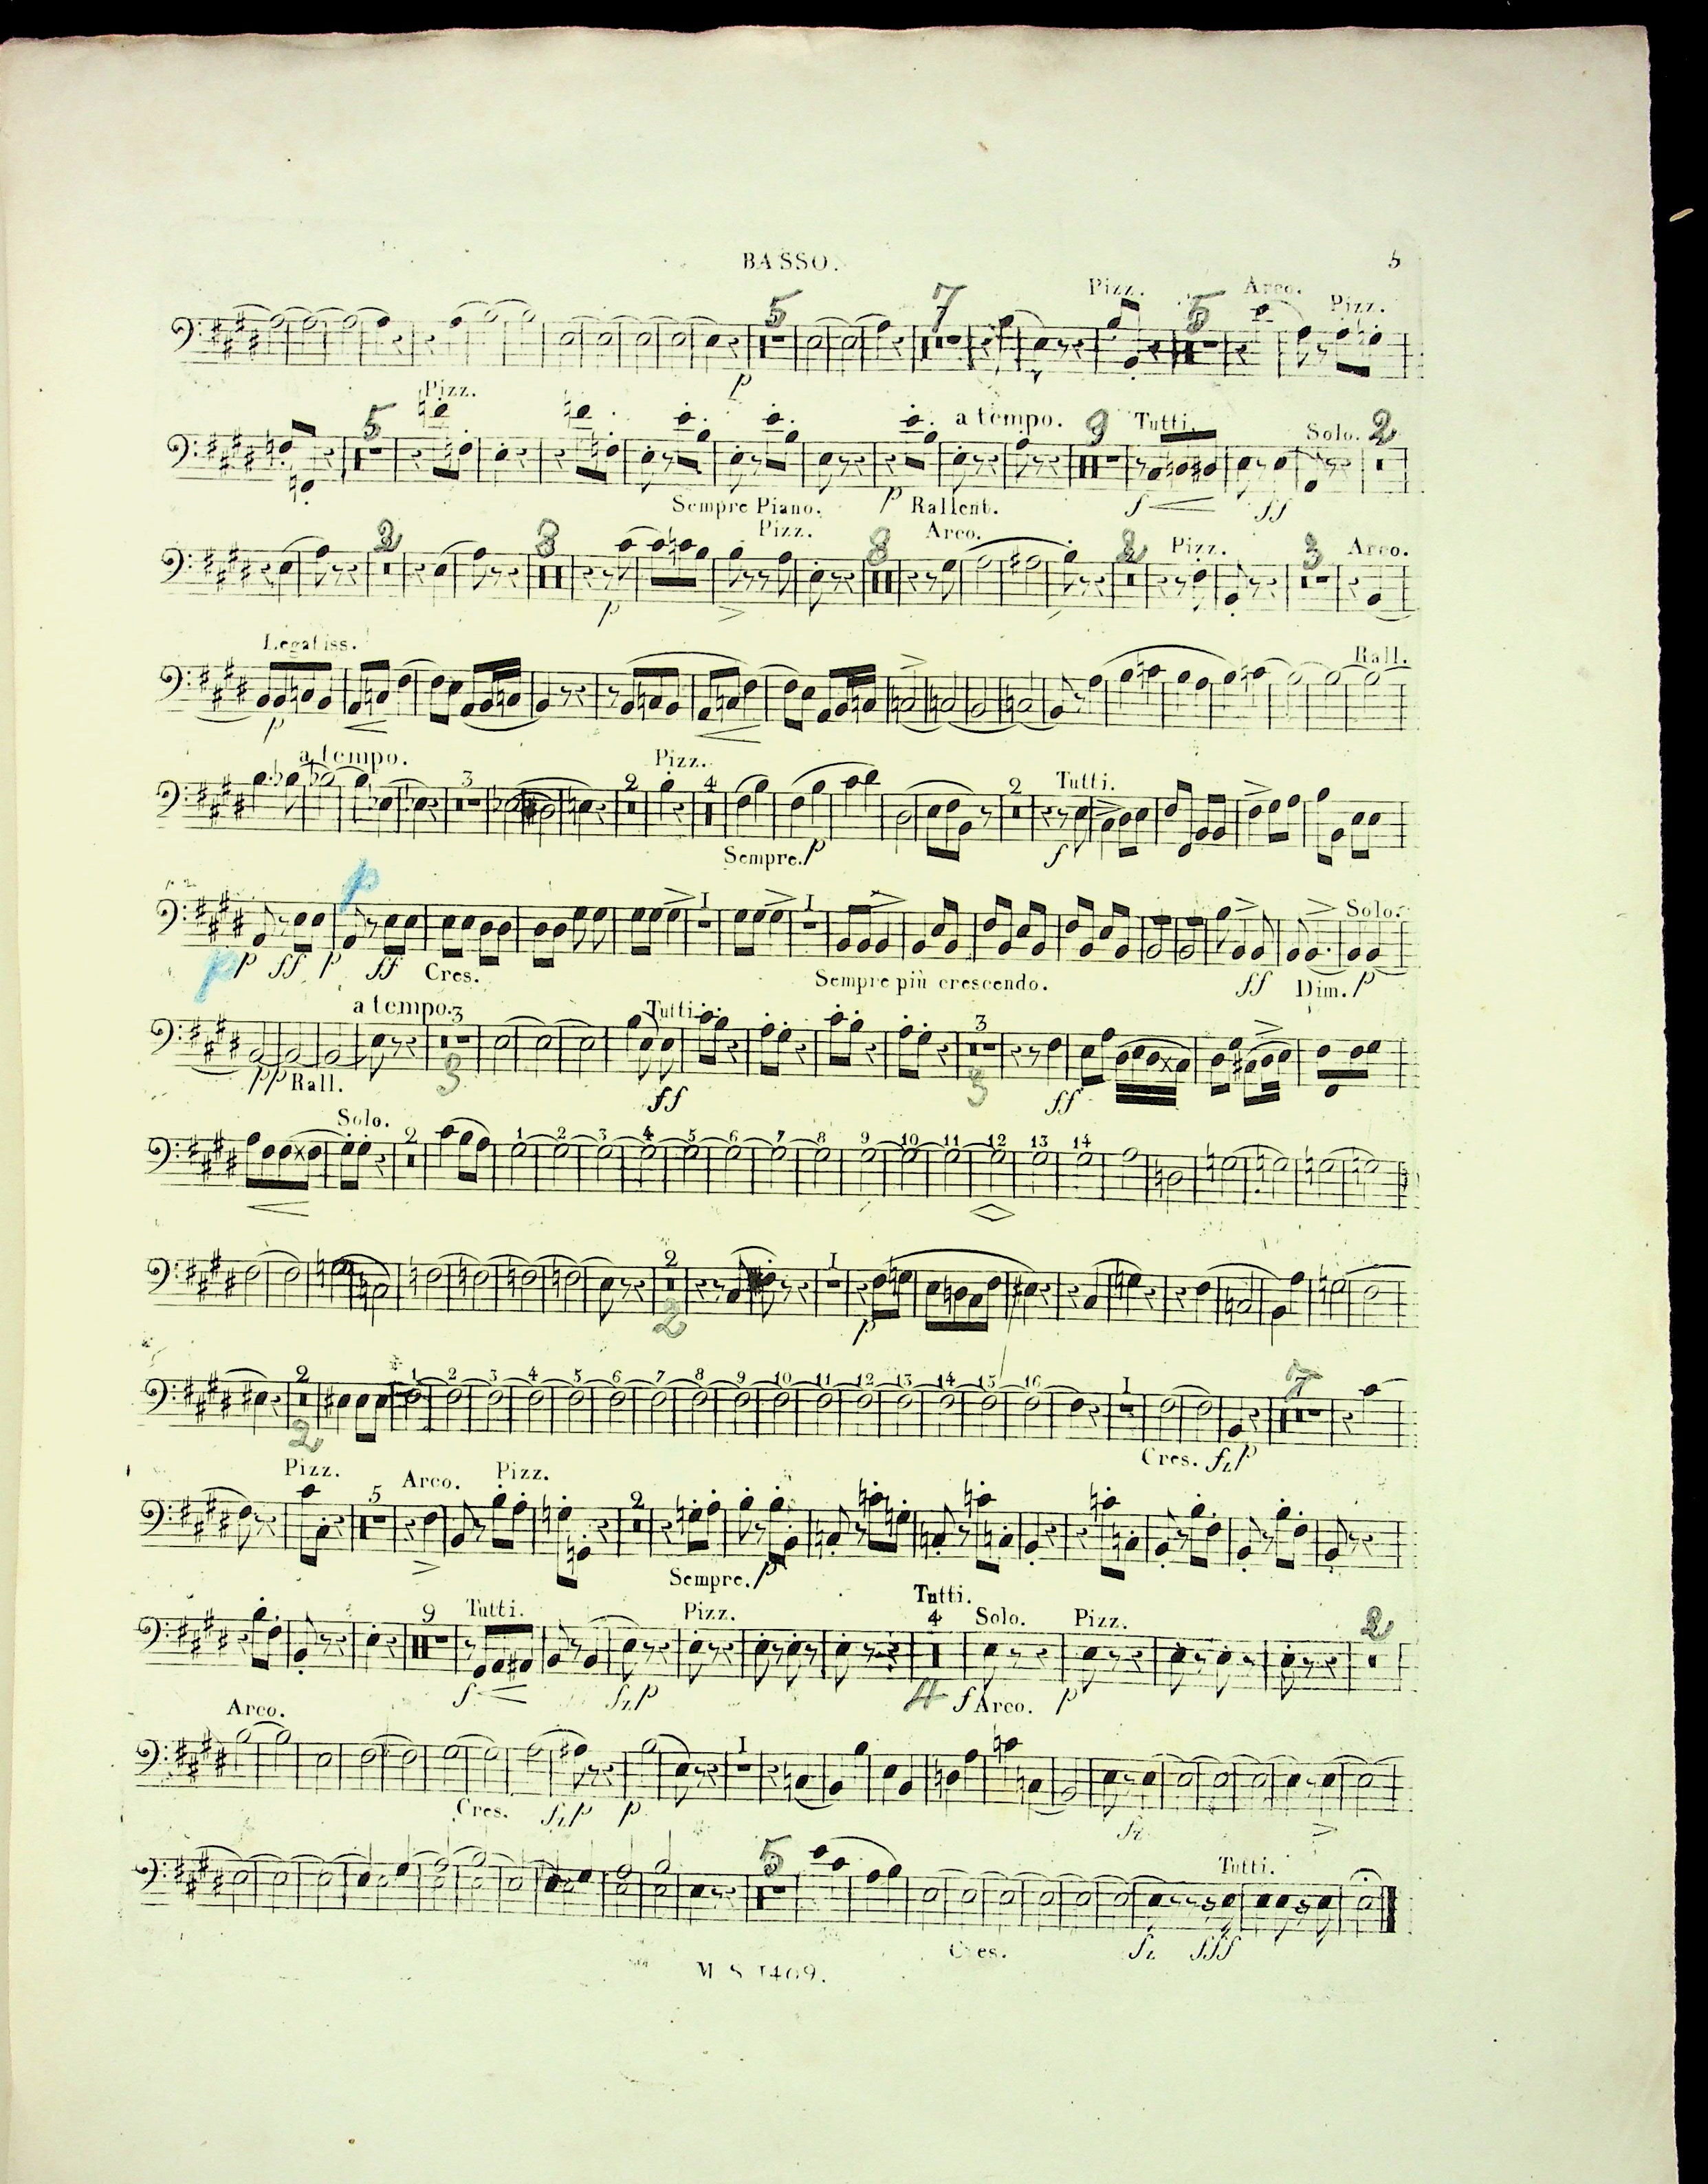 BASSO. 5
Pizz. Arco. Pizz.
5 7 5
p
Pizz.
5 a tempo. 9 Tutti. Solo. 2
Sempre Piano. p Rallent. f ff
2 3 Pizz. 8 Arco. 2 Pizz. 3 Arco.
p
Legatiss. Rall.
p
a tempo. Pizz.
3 2 4 2 Tutti.
Sempre. p f
p
I I Solo.
p p ff p ff Cres. Sempre più crescendo. ff Dim. p
a tempo. 3 Tutti. 3
pp Rall. 3 ff 3 ff
Solo. 2 1 2 3 4 5 6 7 8 9 10 11 12 13 14
2 I
2 p
2 1 2 3 4 5 6 7 8 9 10 11 12 13 14 15 16 I 7
2 Cres. fz p
Pizz. 5 Arco. Pizz. 2
Sempre. p
9 Tutti. Pizz. Tutti. 4 Solo. Pizz. 2
f fz p 4 f Arco. p
Arco. I
Cres. fz p p fz
5 Tutti.
Cres. fz fff
M S 1409.